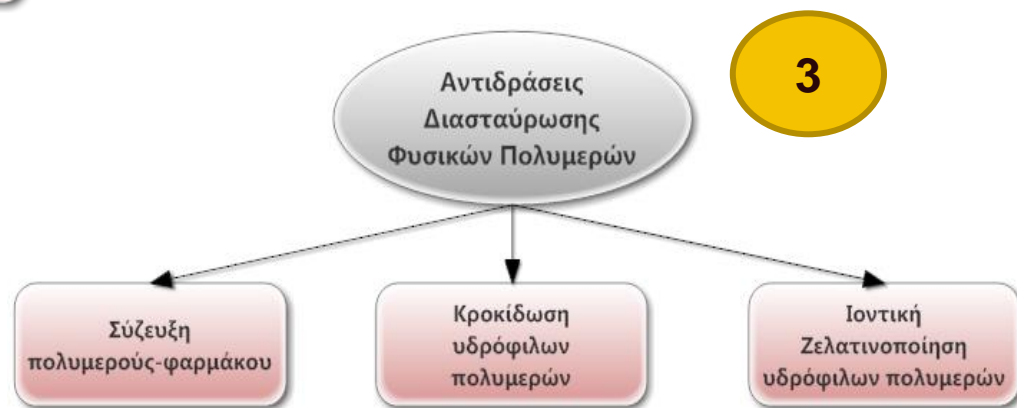 Αντιδράσεις
Διασταύρωσης
Φυσικών Πολυμερών
3
Σύζευξη
πολυμερούς-φαρμάκου
Κροκίδωση
υδρόφιλων
πολυμερών
Ιοντική
Ζελατινοποίηση
υδρόφιλων πολυμερών